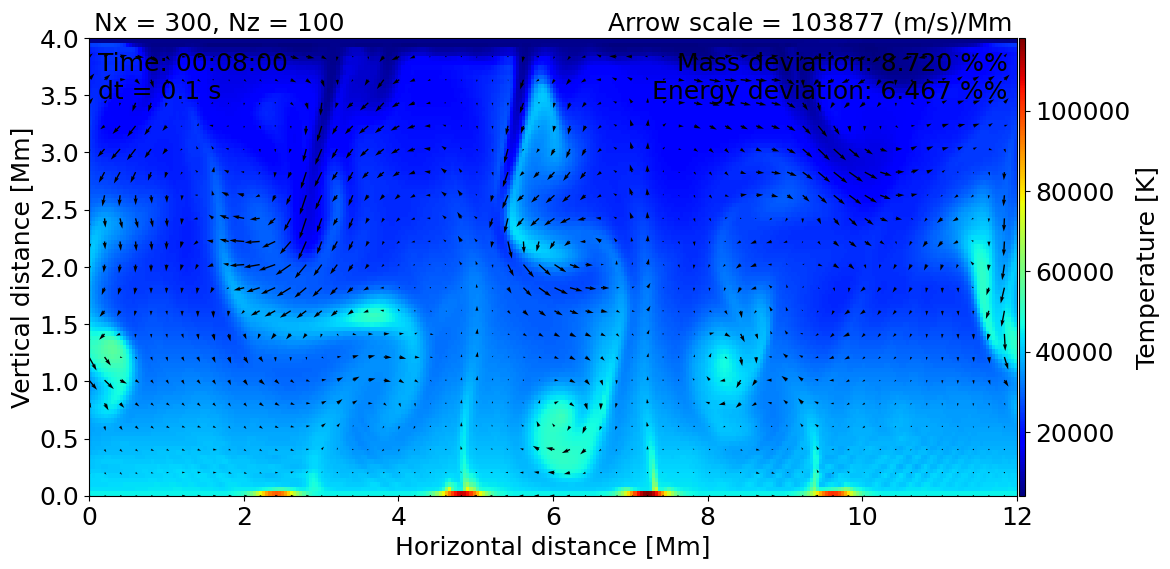 Nx = 300, Nz = 100
Arrow scale = 103877 (m/s)/Mm
Time: 00:08:00
dt = 0.1 s
Mass deviation: 8.720 %%
Energy deviation: 6.467 %%
4.0
3.5
3.0
2.5
2.0
1.5
1.0
0.5
0.0
Vertical distance [Mm]
0
2
4
6
8
10
12
Horizontal distance [Mm]
100000
80000
60000
40000
20000
Temperature [K]